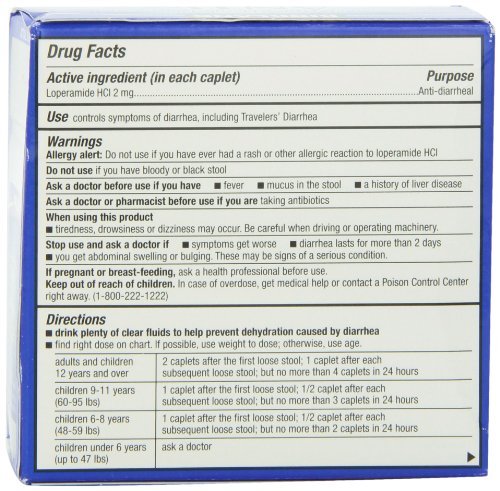 Drug Facts
Active ingredient (in each caplet) Purpose
Loperamide HCl 2 mg..........................................................................Anti-diarrheal
Use controls symptoms of diarrhea, including Travelers' Diarrhea
Warnings
Allergy alert: Do not use if you have ever had a rash or other allergic reaction to loperamide HCl
Do not use if you have bloody or black stool
Ask a doctor before use if you have ■ fever ■ mucus in the stool ■ a history of liver disease
Ask a doctor or pharmacist before use if you are taking antibiotics
When using this product
■ tiredness, drowsiness or dizziness may occur. Be careful when driving or operating machinery.
Stop use and ask a doctor if ■ symptoms get worse ■ diarrhea lasts for more than 2 days
■ you get abdominal swelling or bulging. These may be signs of a serious condition.
If pregnant or breast-feeding, ask a health professional before use.
Keep out of reach of children. In case of overdose, get medical help or contact a Poison Control Center
right away. (1-800-222-1222)
Directions
■ drink plenty of clear fluids to help prevent dehydration caused by diarrhea
■ find right dose on chart. If possible, use weight to dose; otherwise, use age.
adults and children 2 caplets after the first loose stool; 1 caplet after each
12 years and over subsequent loose stool; but no more than 4 caplets in 24 hours
children 9-11 years 1 caplet after the first loose stool; 1/2 caplet after each
(60-95 lbs) subsequent loose stool; but no more than 3 caplets in 24 hours
children 6-8 years 1 caplet after the first loose stool; 1/2 caplet after each
(48-59 lbs) subsequent loose stool; but no more than 2 caplets in 24 hours
children under 6 years ask a doctor
(up to 47 lbs)